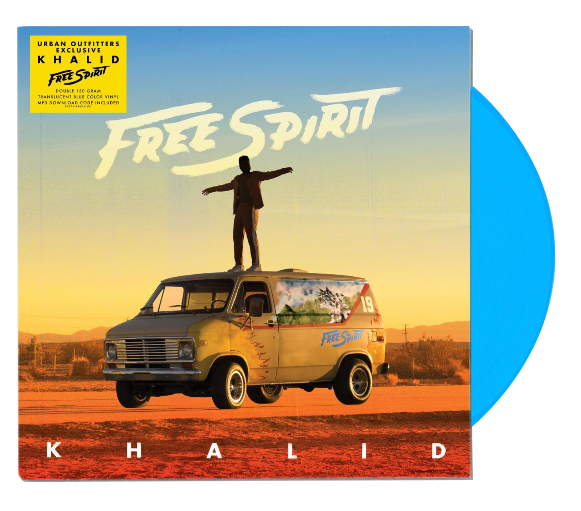 URBAN OUTFITTERS
EXCLUSIVE
KHALID
FREE SPIRIT
DOUBLE 180 GRAM
TRANSLUCENT BLUE COLOR VINYL
MP3 DOWNLOAD CODE INCLUDED
FREE SPIRIT
19
FREE SPIRIT
KHALID